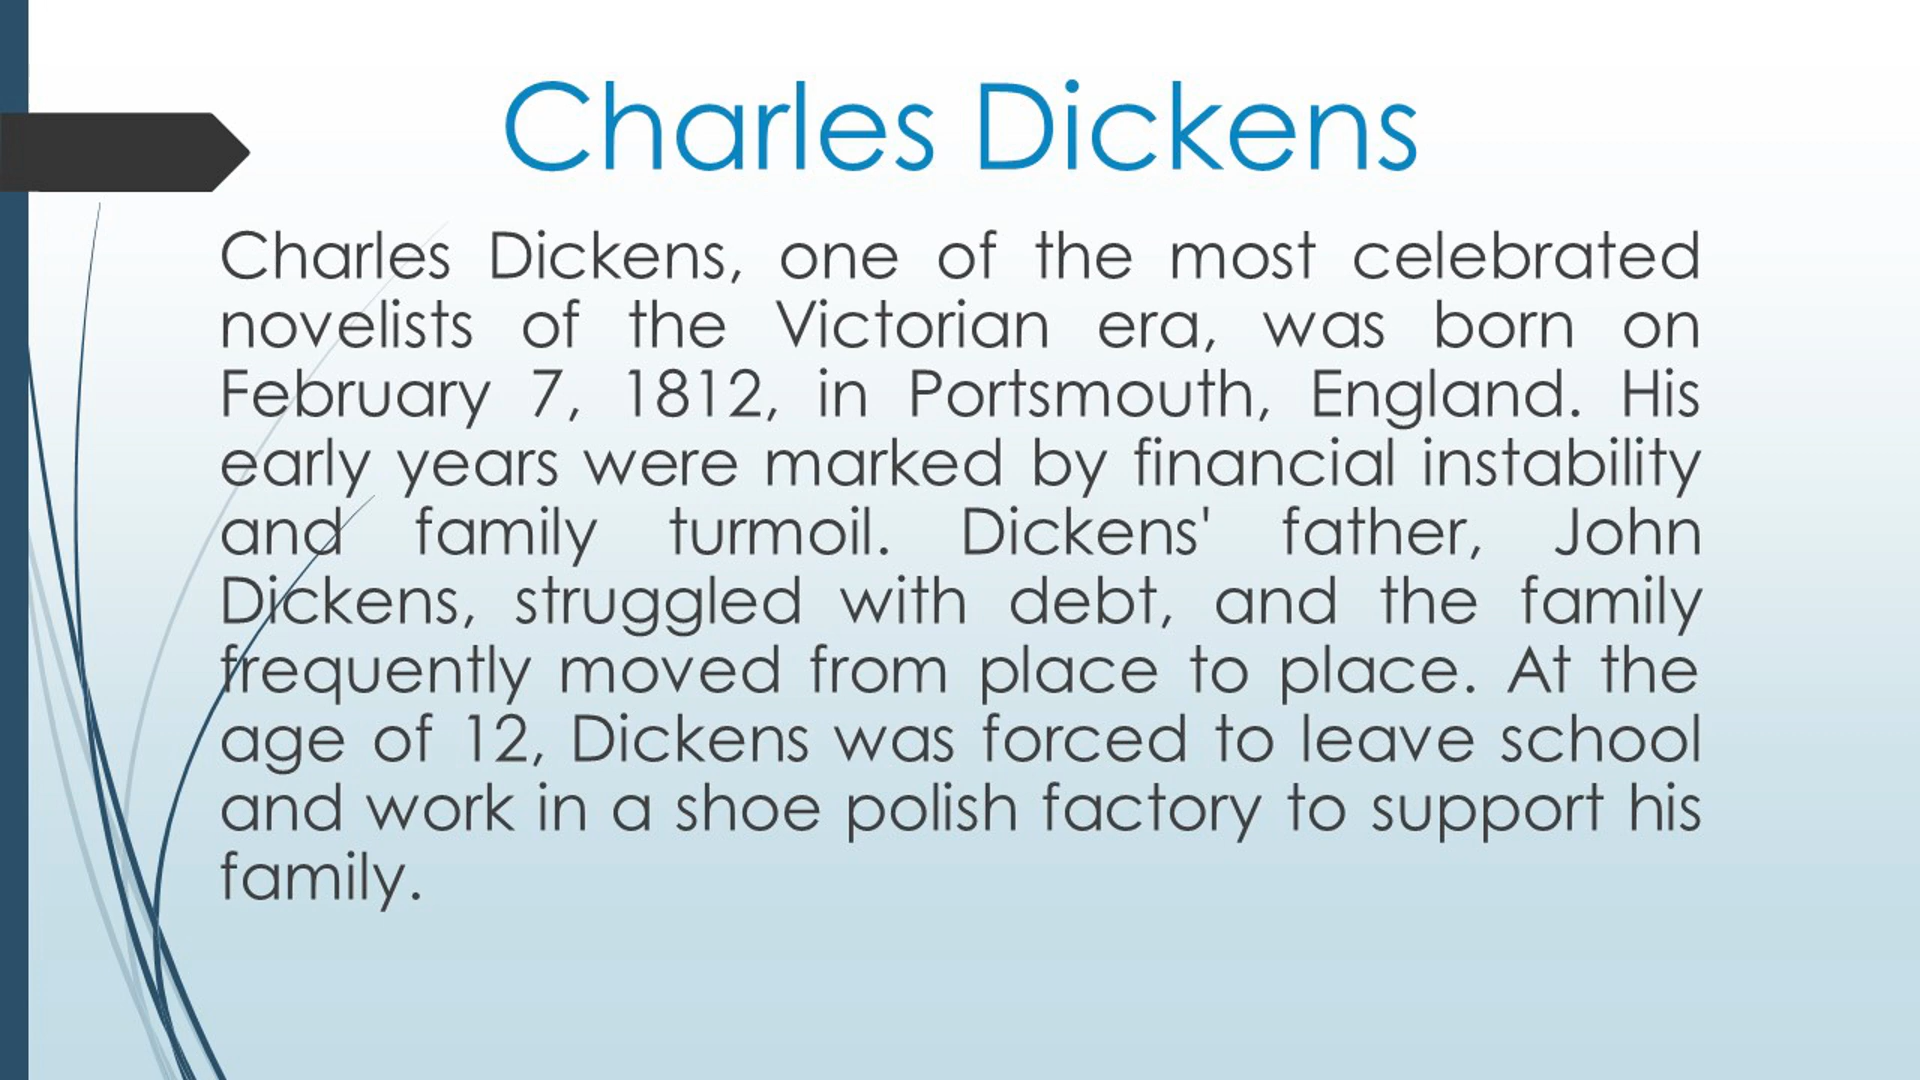 Charles Dickens
Charles Dickens, one of the most celebrated
novelists of the Victorian era, was born on
February 7, 1812, in Portsmouth, England. His
early years were marked by financial instability
and family turmoil. Dickens' father, John
Dickens, struggled with debt, and the family
frequently moved from place to place. At the
age of 12, Dickens was forced to leave school
and work in a shoe polish factory to support his
family.